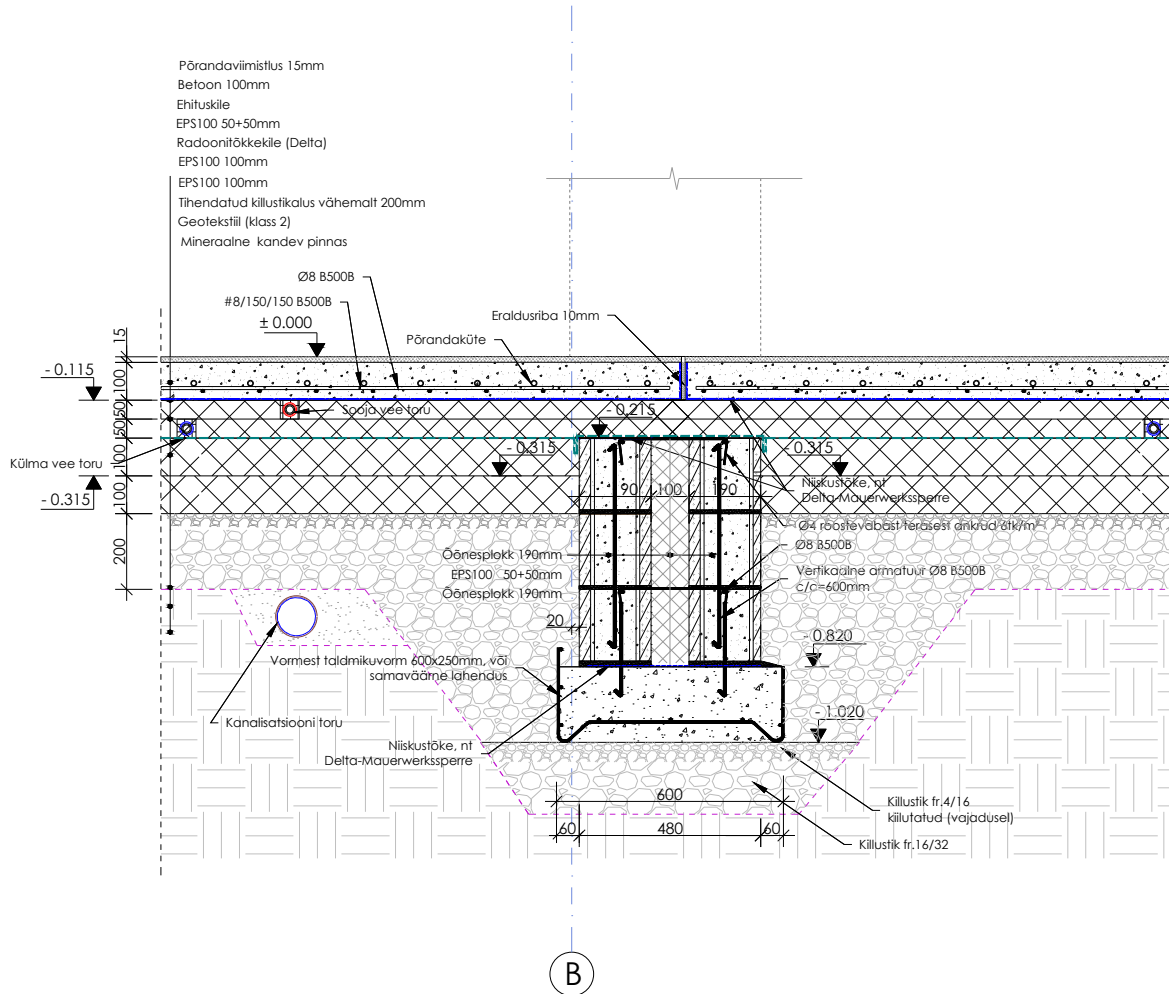 Põrandaviimistlus 15mm
Betoon 100mm
Ehituskile
EPS100 50+50mm
Radoonitõkkekile (Delta)
EPS100 100mm
EPS100 100mm
Tihendatud killustikalus vähemalt 200mm
Geotekstiil (klass 2)
Mineraalne kandev pinnas
Ø8 B500B
#8/150/150 B500B
± 0.000
Eraldusriba 10mm
Põrandaküte
15
100
50
50
100
100
200
- 0.115
Sooja vee toru
- 0.215
Külma vee toru
- 0.315
- 0.315
- 0.315
Niiskustõke, nt
Delta-Mauerwerkssperre
90
100
190
Ø4 roostevabast terasest ankrud 6tk/m²
Ø8 B500B
Õõnesplokk 190mm
EPS100 50+50mm
Õõnesplokk 190mm
Vertikaalne armatuur Ø8 B500B
c/c=600mm
20
- 0.820
Vormest taldmikuvorm 600x250mm, või
samaväärne lahendus
Kanalisatsiooni toru
- 1.020
Niiskustõke, nt
Delta-Mauerwerkssperre
600
60
480
60
Killustik fr.4/16
kiilutatud (vajadusel)
Killustik fr.16/32
B